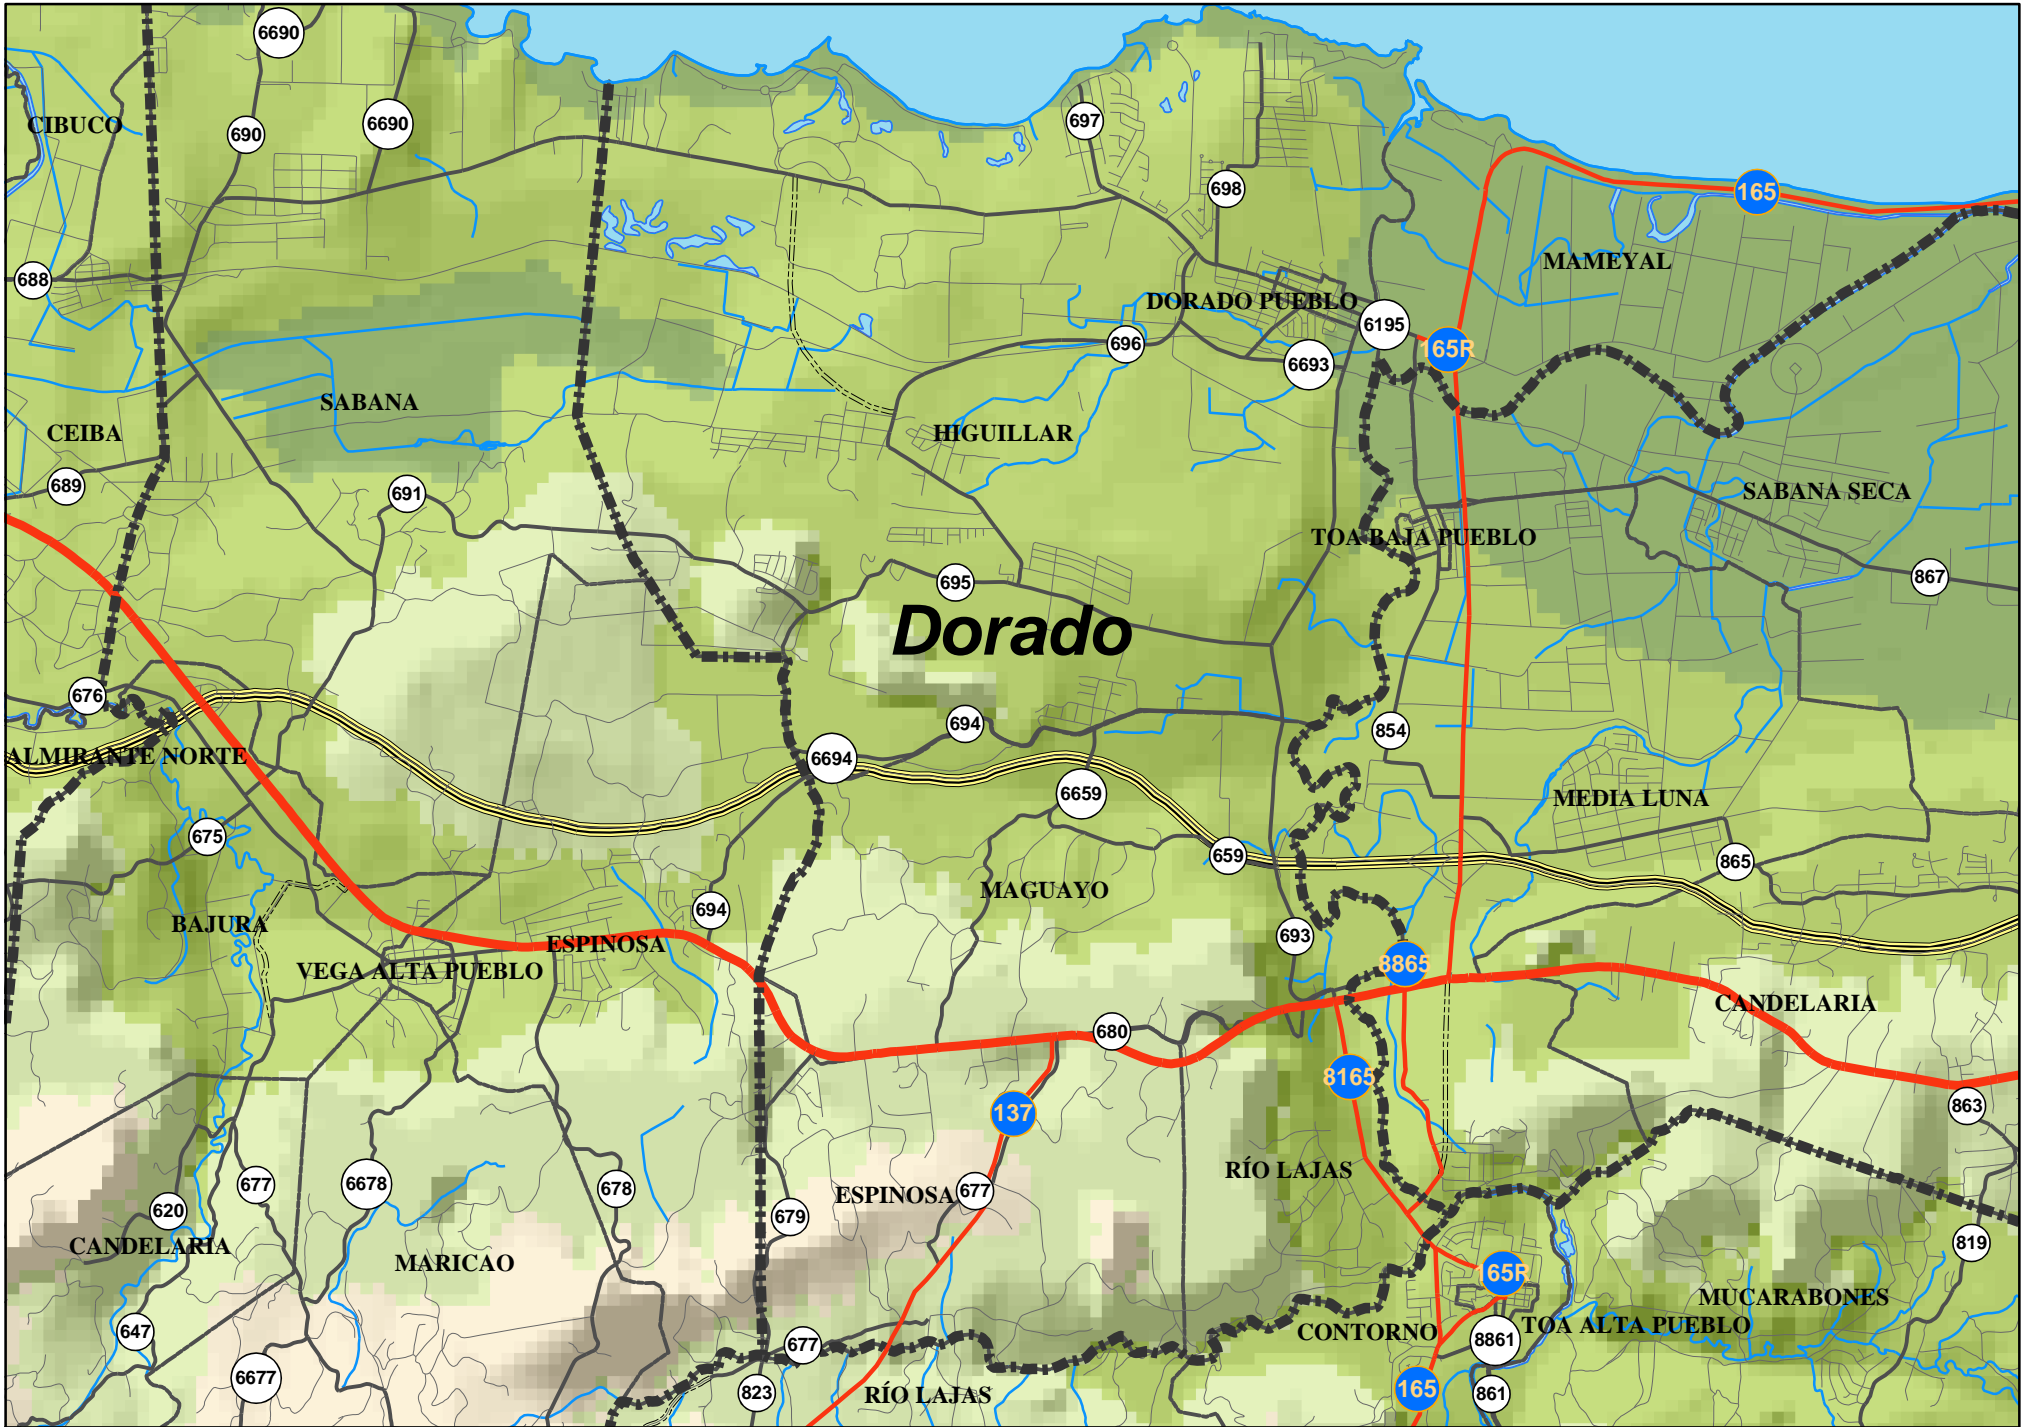 6690
CIBUCO
690
6690
697
698
165
688
MAMEYAL
DORADO PUEBLO
6195
696
165R
6693
SABANA
CEIBA
HIGUILLAR
689
691
SABANA SECA
TOA BAJA PUEBLO
695
867
Dorado
676
694
854
ALMIRANTE NORTE
6694
6659
MEDIA LUNA
675
659
865
MAGUAYO
694
BAJURA
693
ESPINOSA
VEGA ALTA PUEBLO
8865
CANDELARIA
680
8165
863
137
RÍO LAJAS
677
6678
678
ESPINOSA
677
620
679
CANDELARIA
819
MARICAO
165R
MUCARABONES
647
CONTORNO
TOA ALTA PUEBLO
677
8861
6677
823
RÍO LAJAS
165
861